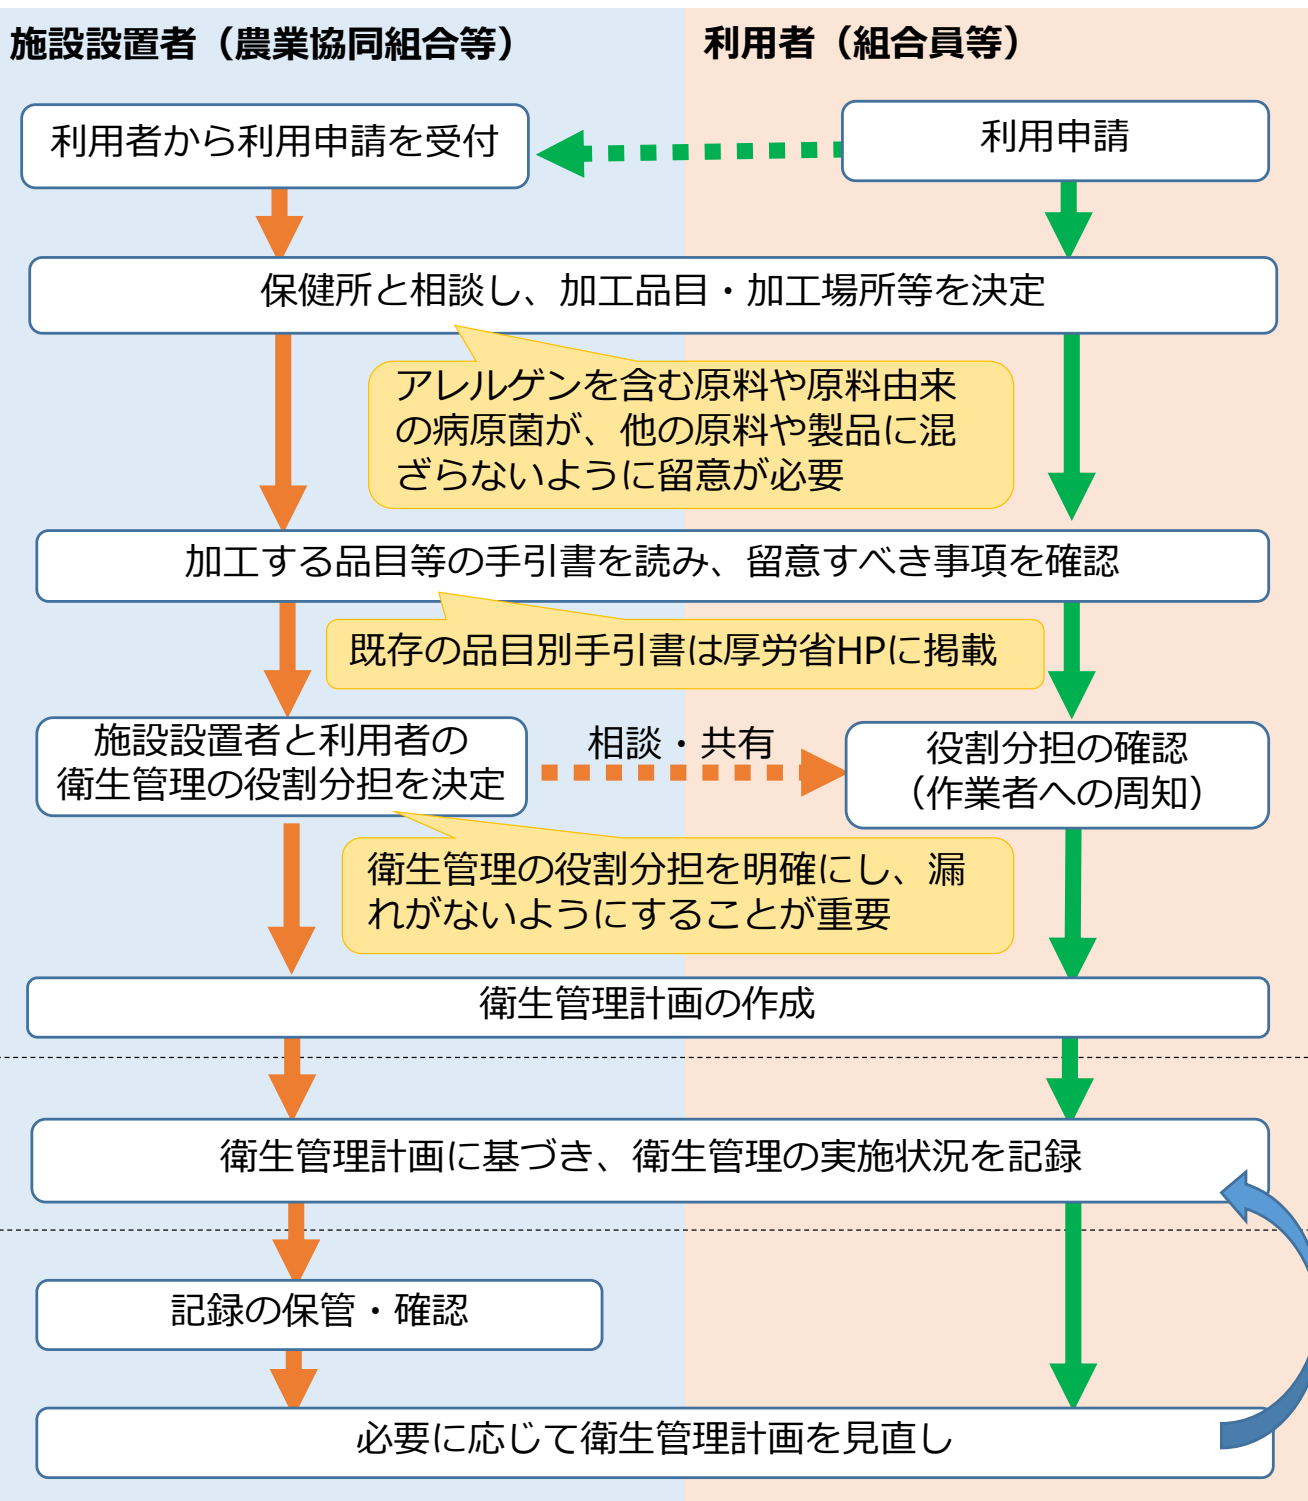 施設設置者（農業協同組合等）
利用者（組合員等）
利用者から利用申請を受付
利用申請
保健所と相談し、加工品目・加工場所等を決定
アレルゲンを含む原料や原料由来
の病原菌が、他の原料や製品に混
ざらないように留意が必要
加工する品目等の手引書を読み、留意すべき事項を確認
既存の品目別手引書は厚労省HPに掲載
施設設置者と利用者の
衛生管理の役割分担を決定
相談・共有
役割分担の確認
（作業者への周知）
衛生管理の役割分担を明確にし、漏
れがないようにすることが重要
衛生管理計画の作成
衛生管理計画に基づき、衛生管理の実施状況を記録
記録の保管・確認
必要に応じて衛生管理計画を見直し